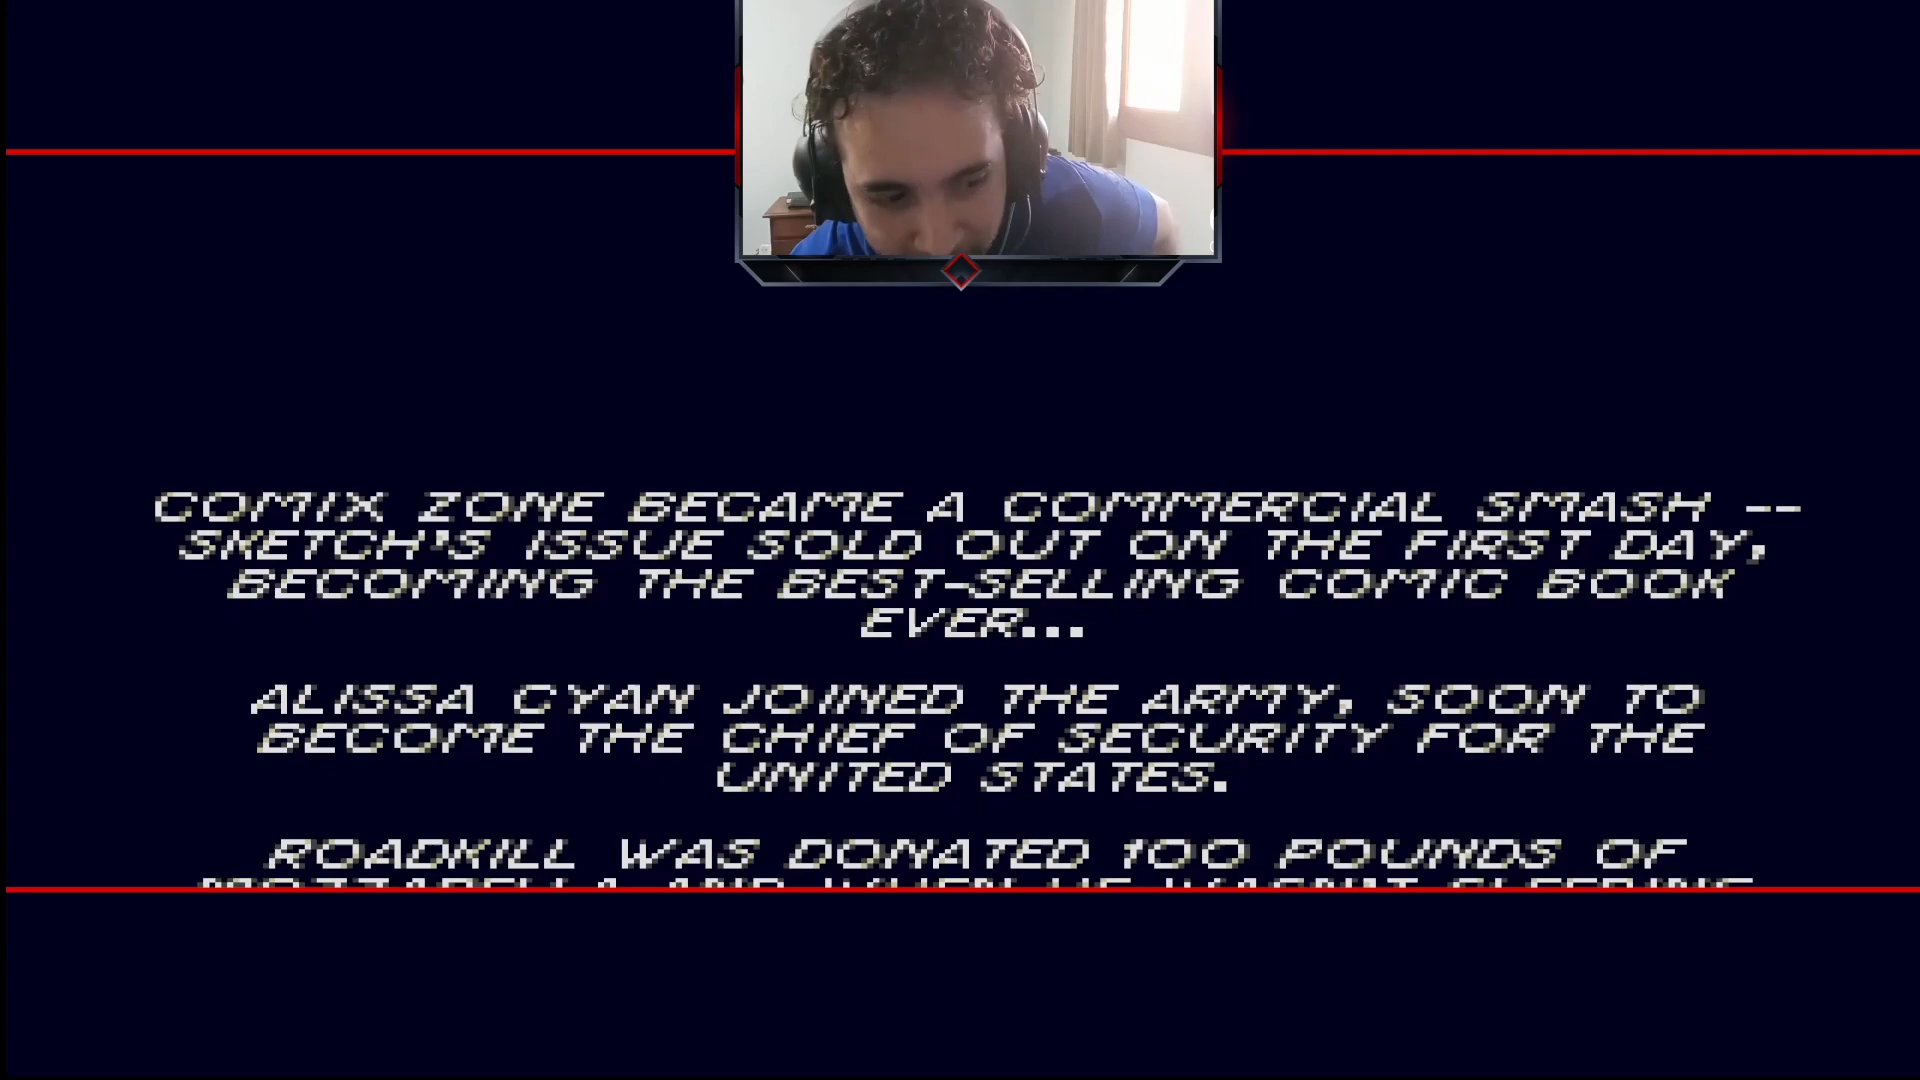 COMIX ZONE BECAME A COMMERCIAL SMASH --
SKETCH'S ISSUE SOLD OUT ON THE FIRST DAY,
BECOMING THE BEST-SELLING COMIC BOOK
EVER...
ALISSA CYAN JOINED THE ARMY, SOON TO
BECOME THE CHIEF OF SECURITY FOR THE
UNITED STATES.
ROADKILL WAS DONATED 100 POUNDS OF